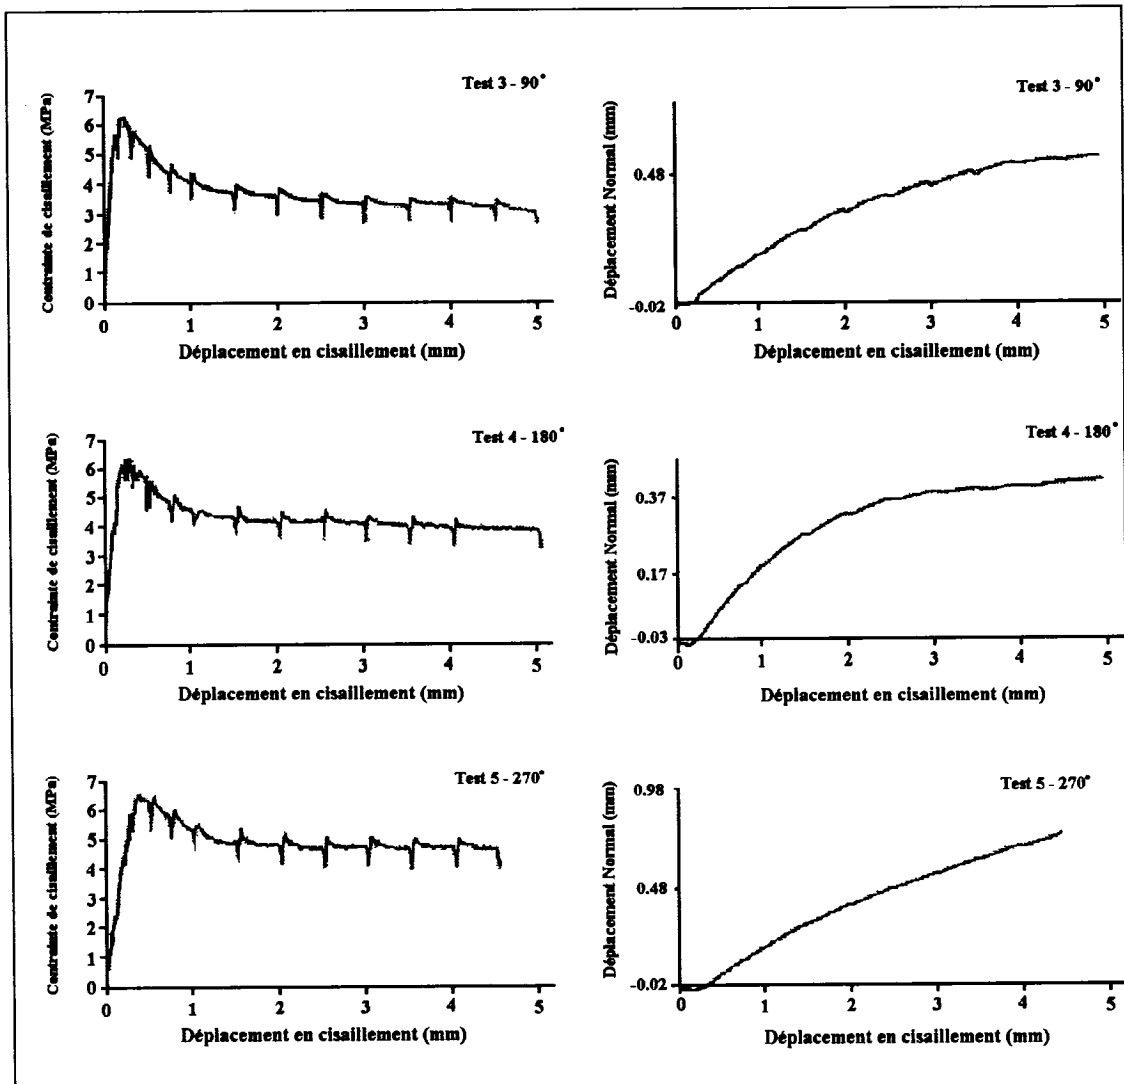 Test 3 - 90°
Contrainte de cisaillement (MPa)
7
6
5
4
3
2
1
0
0 1 2 3 4 5
Déplacement en cisaillement (mm)
Test 3 - 90°
Déplacement Normal (mm)
0.48
-0.02
0 1 2 3 4 5
Déplacement en cisaillement (mm)
Test 4 - 180°
Contrainte de cisaillement (MPa)
7
6
5
4
3
2
1
0
0 1 2 3 4 5
Déplacement en cisaillement (mm)
Test 4 - 180°
Déplacement Normal (mm)
0.37
0.17
-0.03
0 1 2 3 4 5
Déplacement en cisaillement (mm)
Test 5 - 270°
Contrainte de cisaillement (MPa)
7
6
5
4
3
2
1
0
0 1 2 3 4 5
Déplacement en cisaillement (mm)
Test 5 - 270°
Déplacement Normal (mm)
0.98
0.48
-0.02
0 1 2 3 4 5
Déplacement en cisaillement (mm)